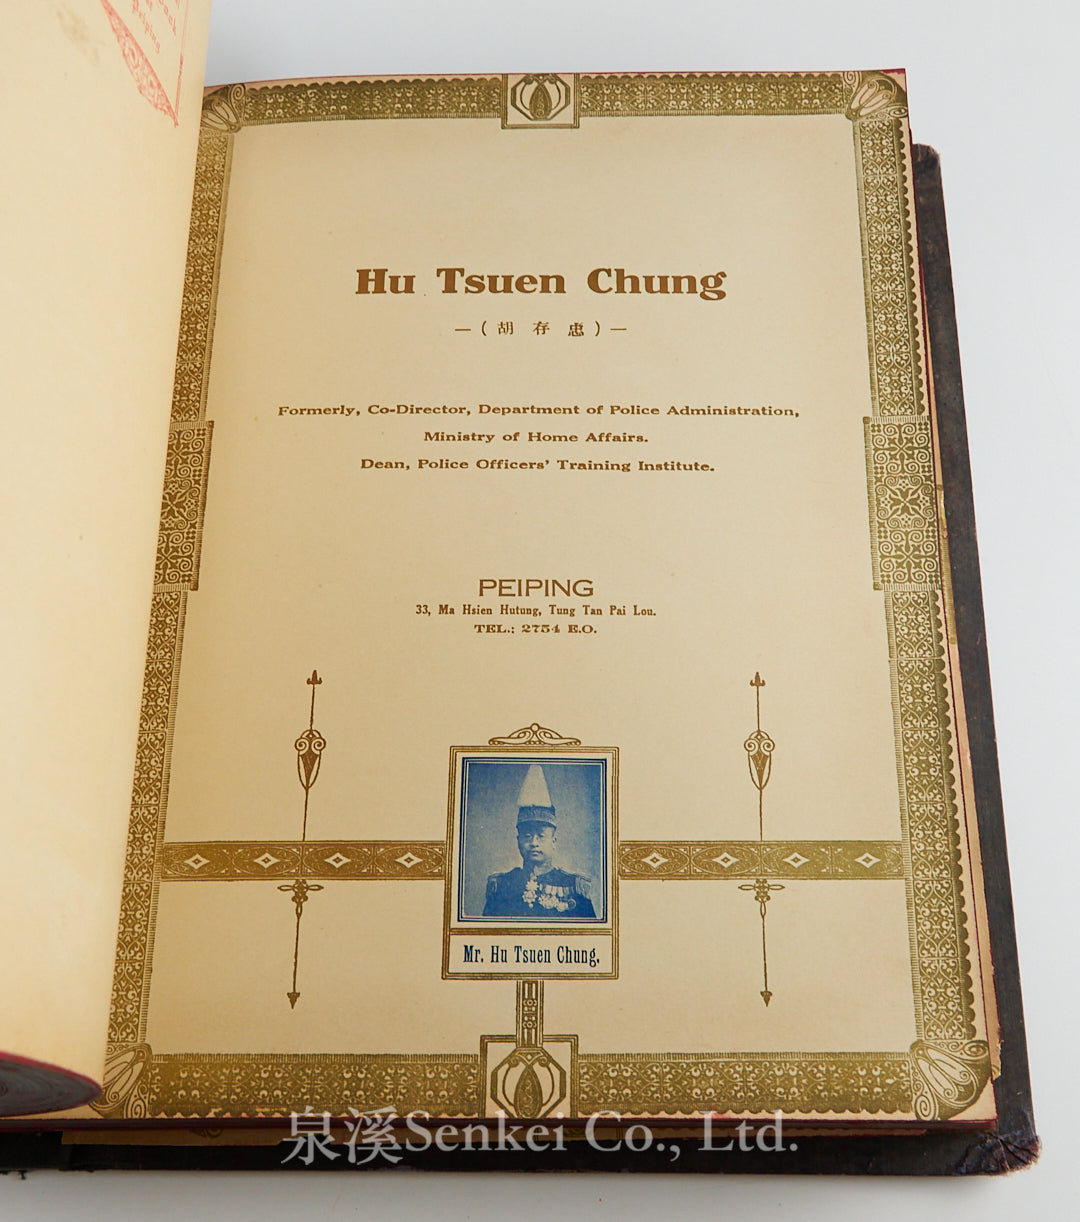 Peiping
Hu Tsuen Chung
—(胡 存 忠)—
Formerly, Co-Director, Department of Police Administration,
Ministry of Home Affairs.
Dean, Police Officers' Training Institute.
PEIPING
33, Ma Hsien Hutung, Tung Tan Pai Lou.
TEL.: 2754 E.O.
Mr. Hu Tsuen Chung.
泉溪Senkei Co., Ltd.